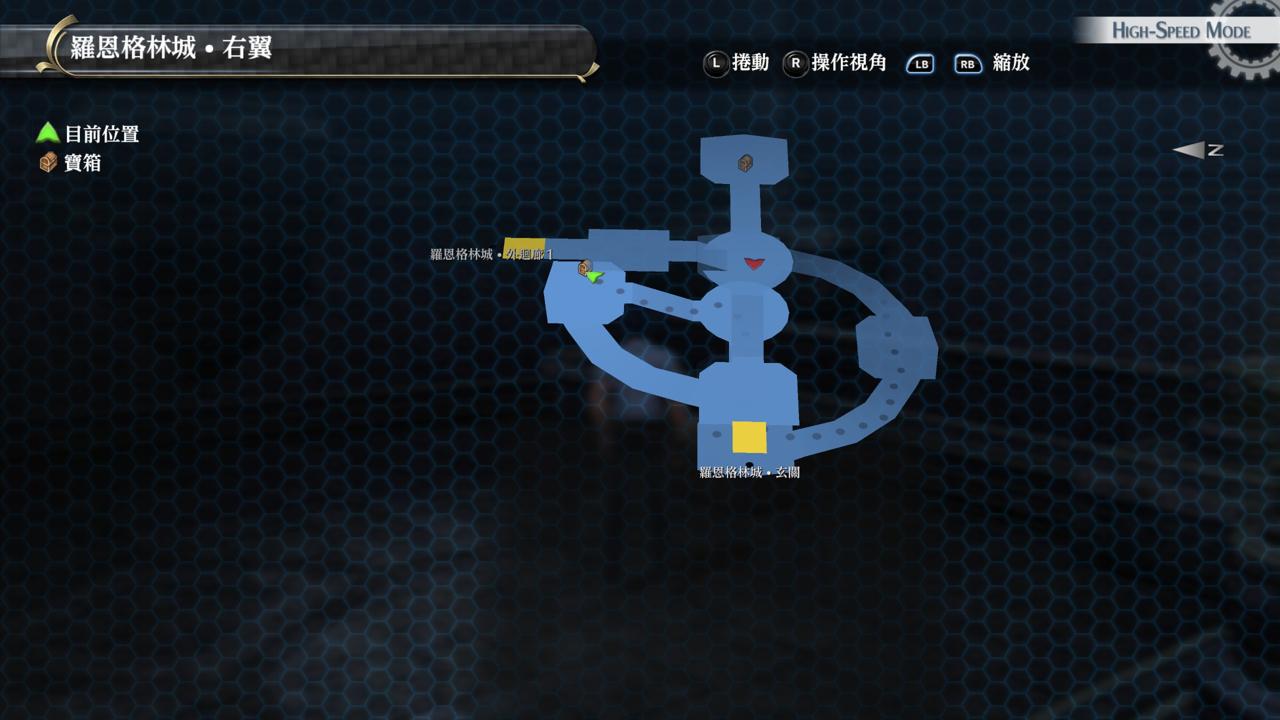 羅恩格林城・右翼
HIGH-SPEED MODE
L 捲動 R 操作視角 LB RB 縮放
目前位置
寶箱
Z
羅恩格林城・外迴廊1
羅恩格林城・玄關